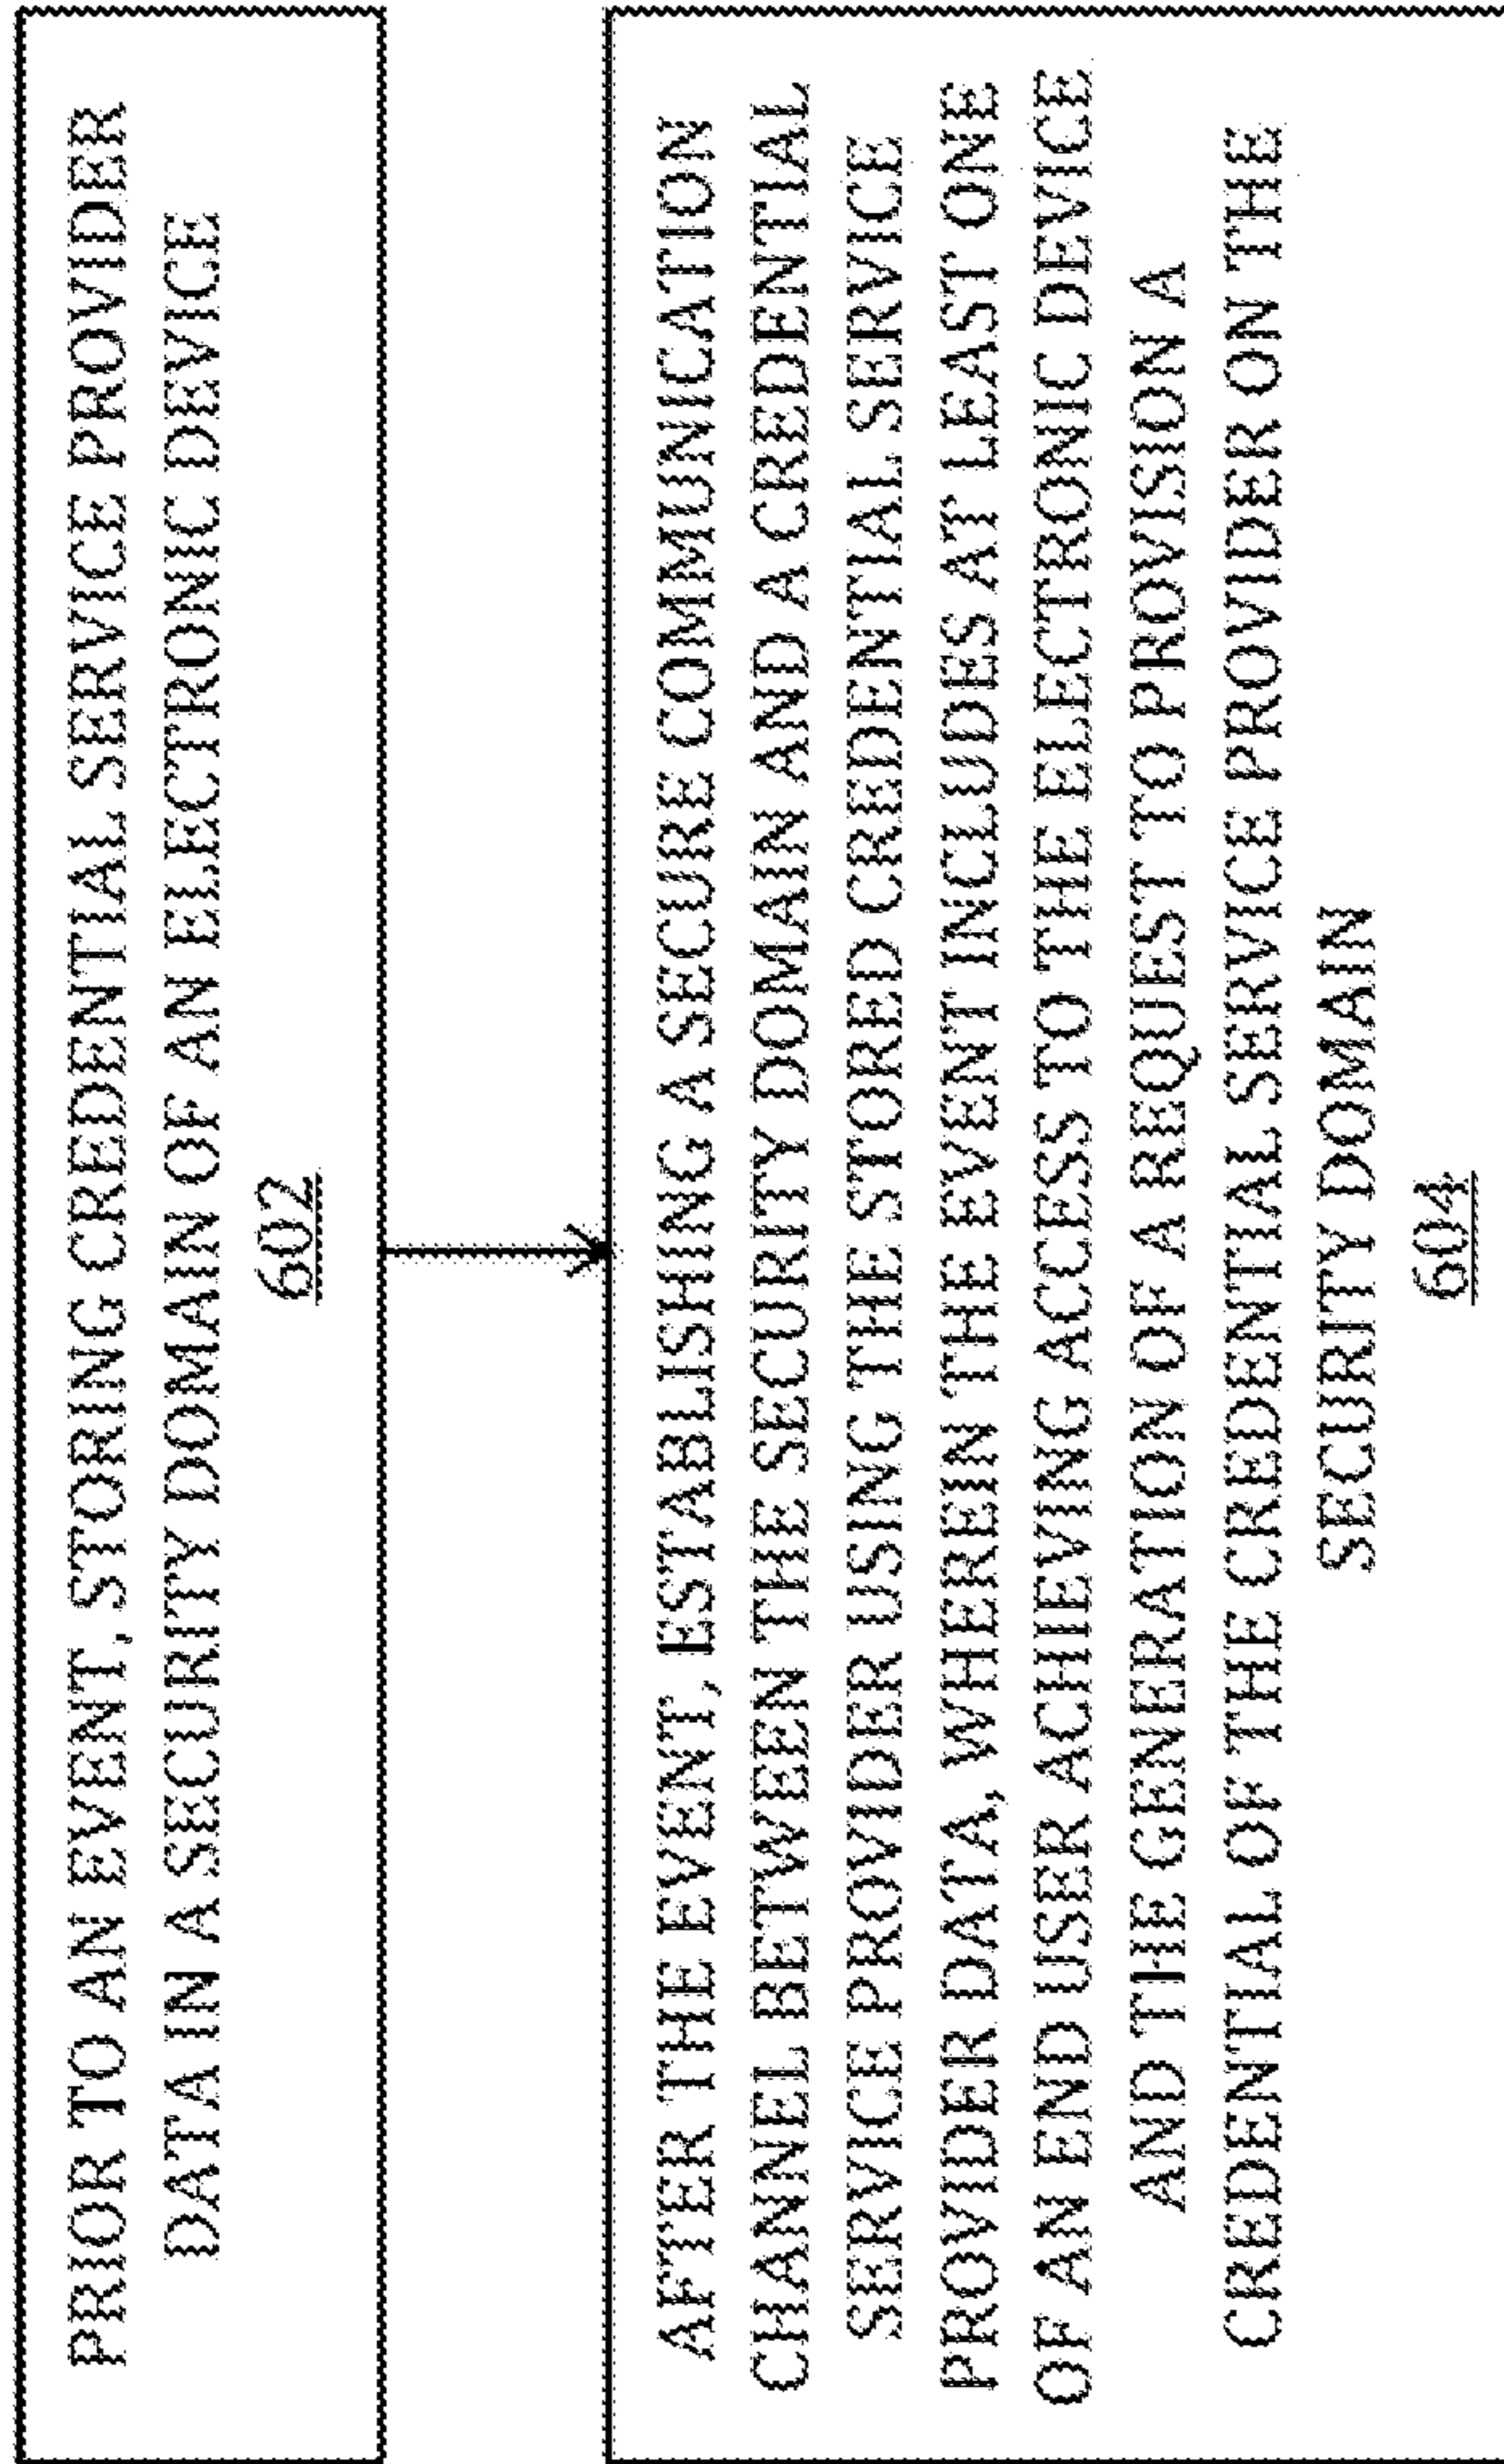 PRIOR TO AN EVENT, STORING CREDENTIAL SERVICE PROVIDER
DATA IN A SECURITY DOMAIN OF AN ELECTRONIC DEVICE
602
AFTER THE EVENT, ESTABLISHING A SECURE COMMUNICATION
CHANNEL BETWEEN THE SECURITY DOMAIN AND A CREDENTIAL
SERVICE PROVIDER USING THE STORED CREDENTIAL SERVICE
PROVIDER DATA, WHEREIN THE EVENT INCLUDES AT LEAST ONE
OF AN END USER ACHIEVING ACCESS TO THE ELECTRONIC DEVICE
AND THE GENERATION OF A REQUEST TO PROVISION A
CREDENTIAL OF THE CREDENTIAL SERVICE PROVIDER ON THE
SECURITY DOMAIN
604